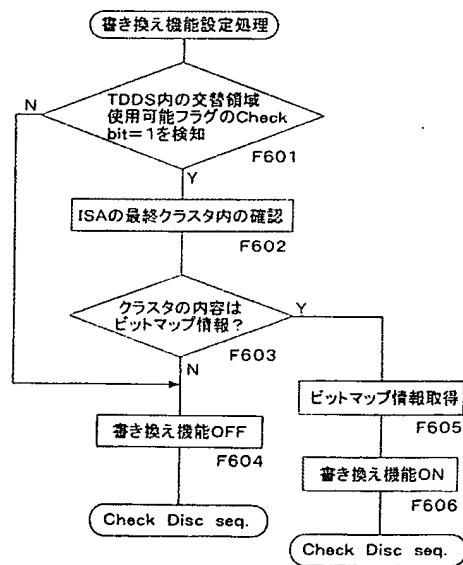 書き換え機能設定処理
N
TDDS内の交替領域
使用可能フラグのCheck
bit=1を検知
F601
Y
ISAの最終クラスタ内の確認
F602
クラスタの内容は
ビットマップ情報?
Y
F603
N
ビットマップ情報取得
F605
書き換え機能OFF
F604
書き換え機能ON
F606
Check Disc seq.
Check Disc seq.